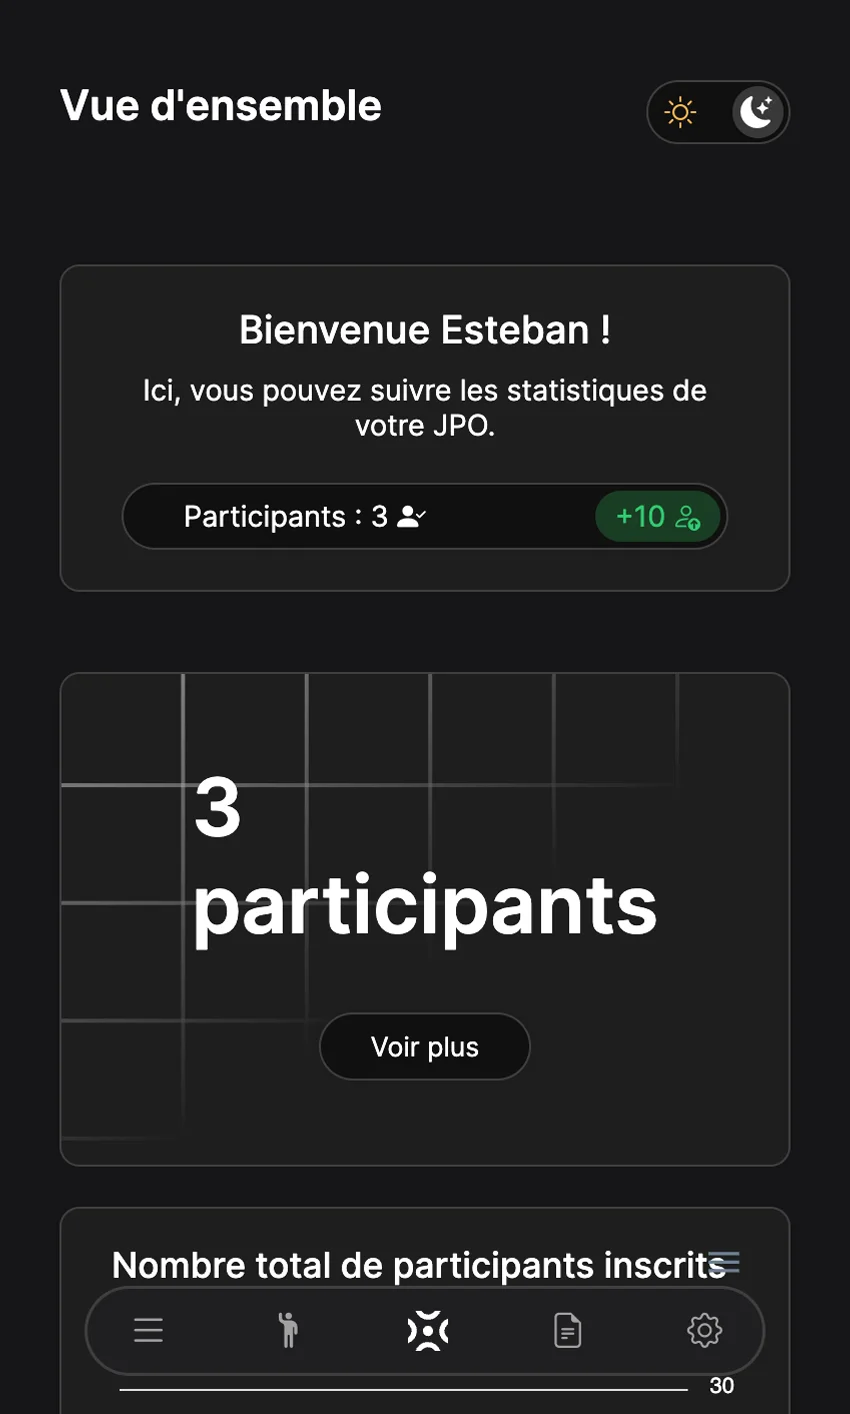 Vue d'ensemble
Bienvenue Esteban !
Ici, vous pouvez suivre les statistiques de
votre JPO.
Participants : 3
+10
3
participants
Voir plus
Nombre total de participants inscrits
30